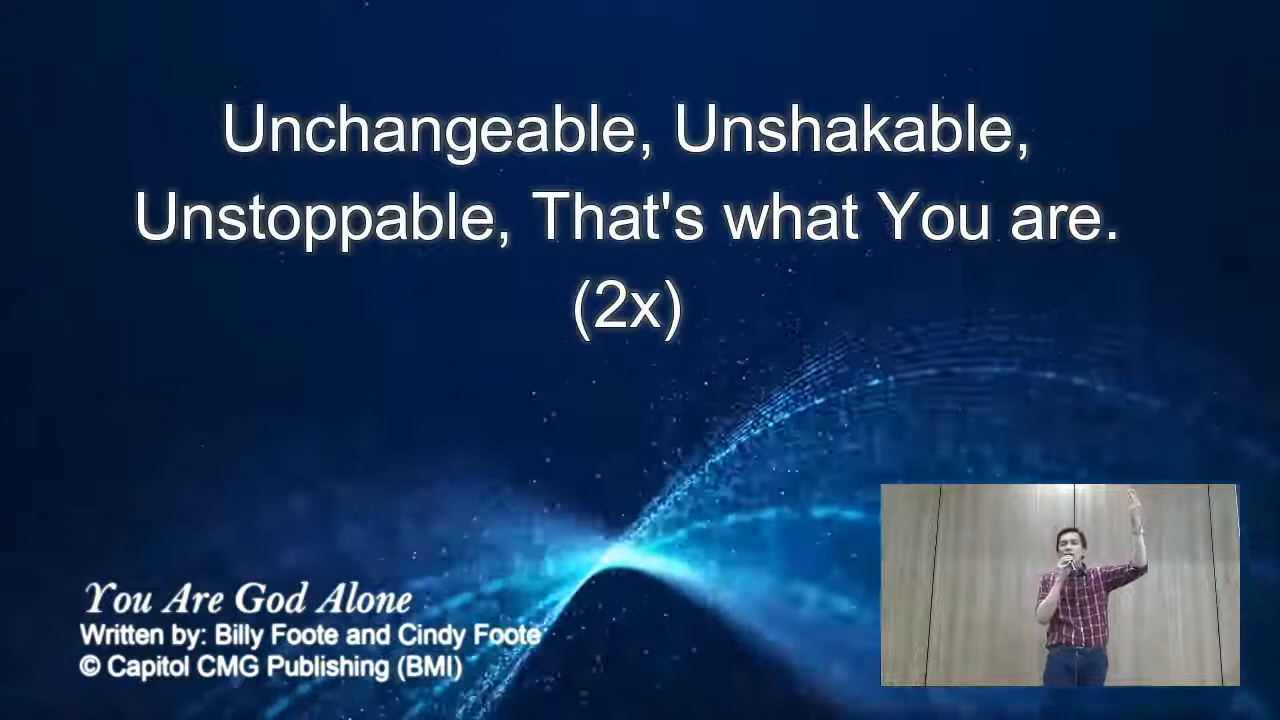 Unchangeable, Unshakable,
Unstoppable, That's what You are.
(2x)
You Are God Alone
Written by: Billy Foote and Cindy Foote
© Capitol CMG Publishing (BMI)